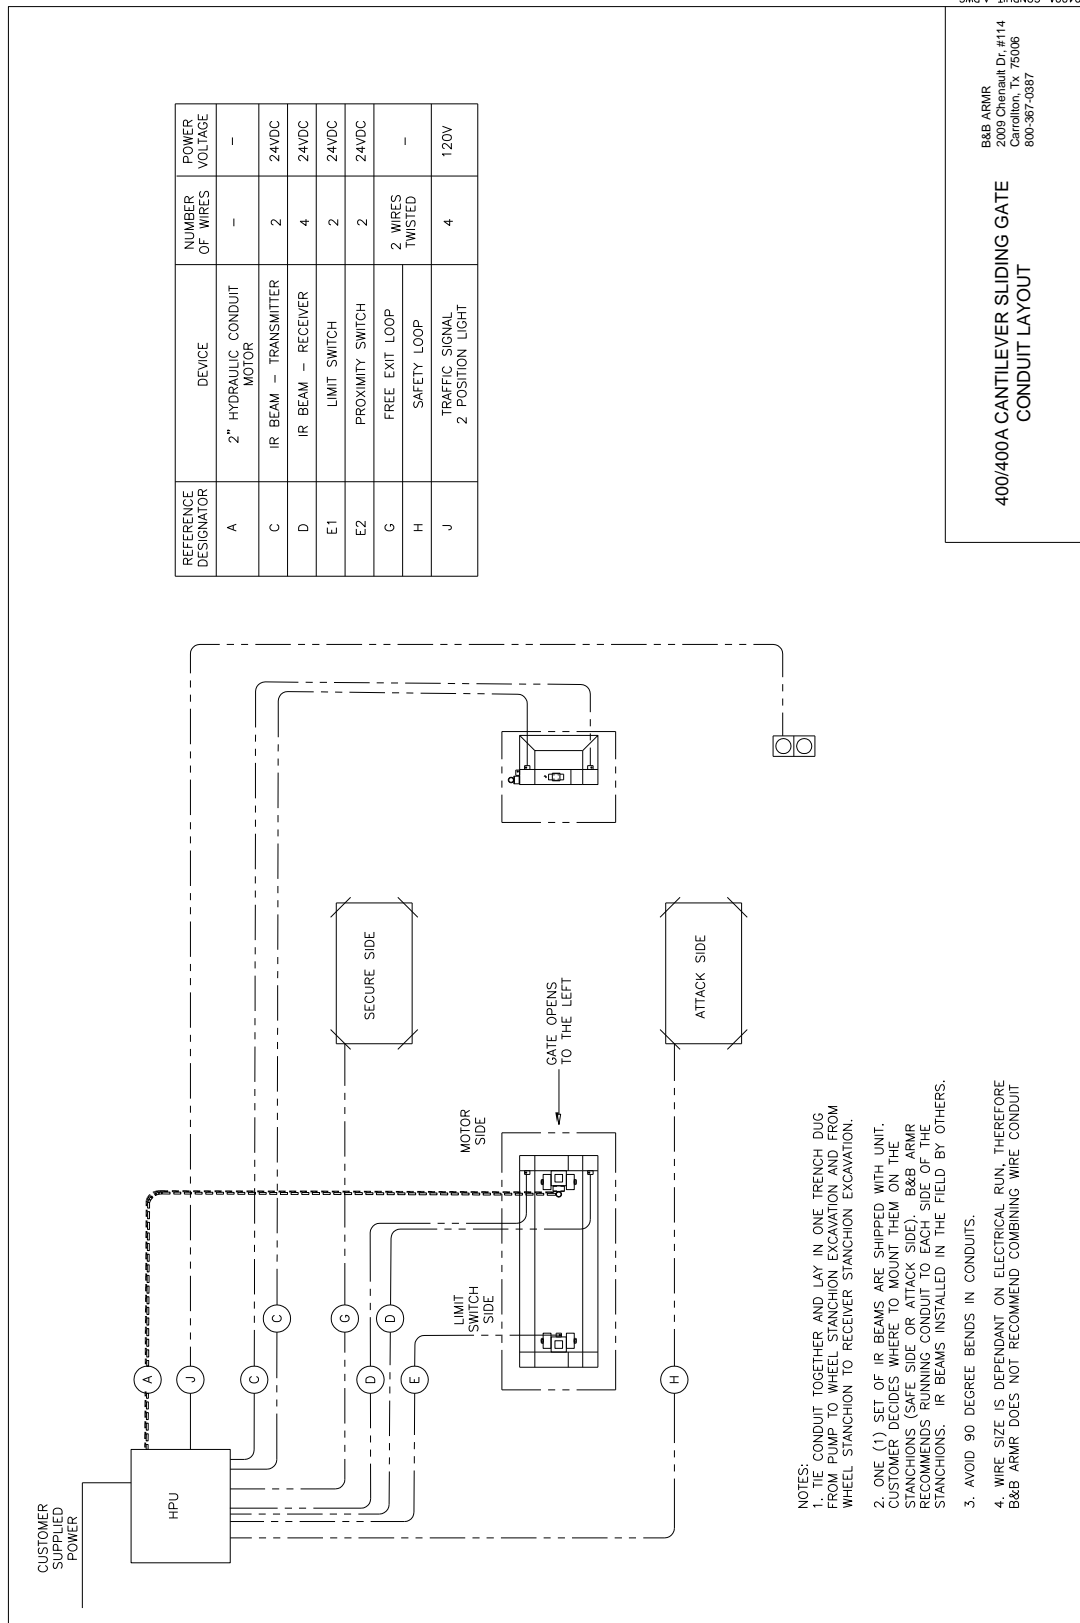 CUSTOMER
SUPPLIED
POWER
HPU
A
J
C
C
G
D
D
E
H
LIMIT
SWITCH
SIDE
MOTOR
SIDE
GATE OPENS
TO THE LEFT
SECURE SIDE
ATTACK SIDE
REFERENCE
DESIGNATOR
DEVICE
NUMBER
OF WIRES
POWER
VOLTAGE
A
2" HYDRAULIC CONDUIT
MOTOR
–
–
C
IR BEAM – TRANSMITTER
2
24VDC
D
IR BEAM – RECEIVER
4
24VDC
E1
LIMIT SWITCH
2
24VDC
E2
PROXIMITY SWITCH
2
24VDC
G
FREE EXIT LOOP
2 WIRES
TWISTED
–
H
SAFETY LOOP
J
TRAFFIC SIGNAL
2 POSITION LIGHT
4
120V
NOTES:
1. TIE CONDUIT TOGETHER AND LAY IN ONE TRENCH DUG
FROM PUMP TO WHEEL STANCHION EXCAVATION AND FROM
WHEEL STANCHION TO RECEIVER STANCHION EXCAVATION.
2. ONE (1) SET OF IR BEAMS ARE SHIPPED WITH UNIT.
CUSTOMER DECIDES WHERE TO MOUNT THEM ON THE
STANCHIONS (SAFE SIDE OR ATTACK SIDE). B&B ARMR
RECOMMENDS RUNNING CONDUIT TO EACH SIDE OF THE
STANCHIONS. IR BEAMS INSTALLED IN THE FIELD BY OTHERS.
3. AVOID 90 DEGREE BENDS IN CONDUITS.
4. WIRE SIZE IS DEPENDANT ON ELECTRICAL RUN, THEREFORE
B&B ARMR DOES NOT RECOMMEND COMBINING WIRE CONDUIT
400/400A CANTILEVER SLIDING GATE
CONDUIT LAYOUT
B&B ARMR
2009 Chenault Dr, #114
Carrollton, Tx 75006
800-367-0387